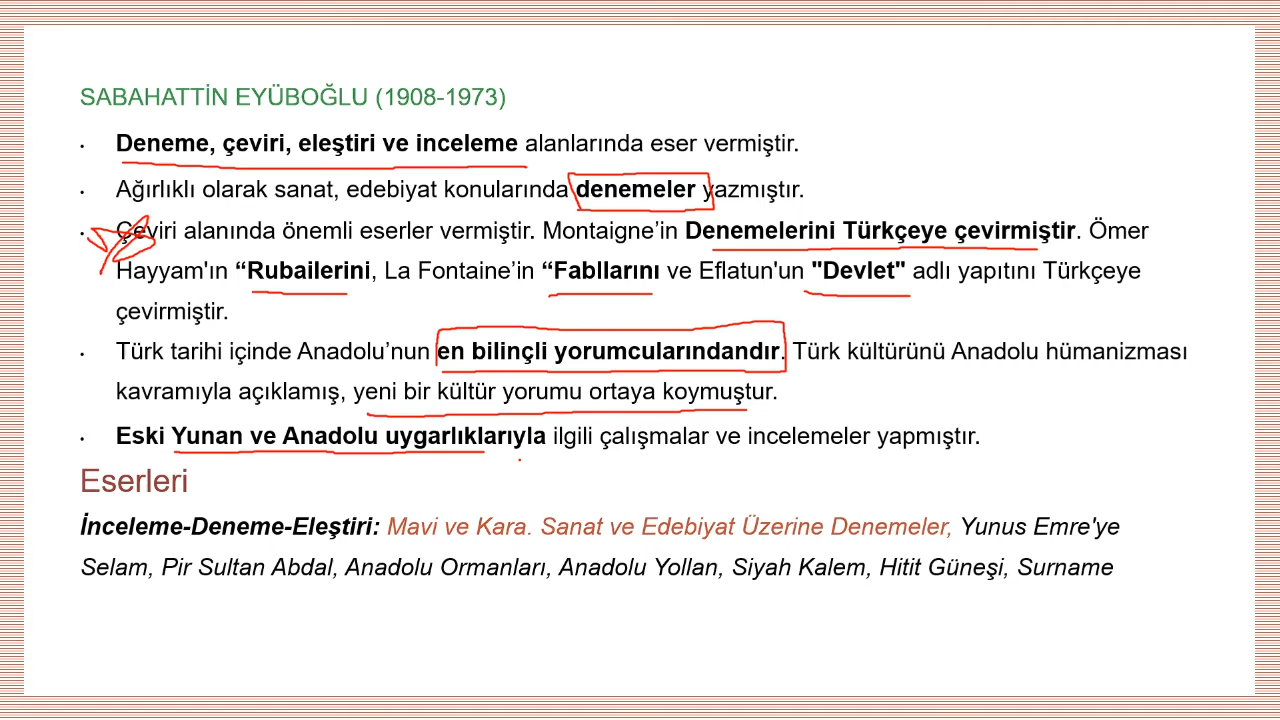 SABAHATTİN EYÜBOĞLU (1908-1973)
• Deneme, çeviri, eleştiri ve inceleme alanlarında eser vermiştir.
• Ağırlıklı olarak sanat, edebiyat konularında denemeler yazmıştır.
• Çeviri alanında önemli eserler vermiştir. Montaigne’in Denemelerini Türkçeye çevirmiştir. Ömer
Hayyam'ın “Rubailerini, La Fontaine’in “Fabllarını ve Eflatun'un "Devlet" adlı yapıtını Türkçeye
çevirmiştir.
• Türk tarihi içinde Anadolu’nun en bilinçli yorumcularındandır. Türk kültürünü Anadolu hümanizması
kavramıyla açıklamış, yeni bir kültür yorumu ortaya koymuştur.
• Eski Yunan ve Anadolu uygarlıklarıyla ilgili çalışmalar ve incelemeler yapmıştır.
Eserleri
İnceleme-Deneme-Eleştiri: Mavi ve Kara. Sanat ve Edebiyat Üzerine Denemeler, Yunus Emre'ye
Selam, Pir Sultan Abdal, Anadolu Ormanları, Anadolu Yollan, Siyah Kalem, Hitit Güneşi, Surname